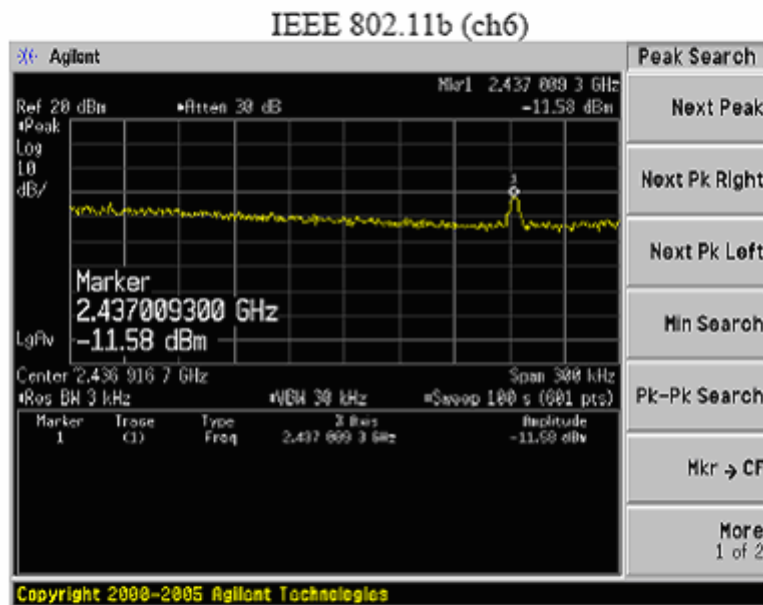 IEEE 802.11b (ch6)
Agilent
Peak Search
Mkr1 2.437 009 3 GHz
Ref 20 dBm #Atten 30 dB -11.58 dBm
#Peak
Log
10
dB/
1
Marker
2.437009300 GHz
-11.58 dBm
LgAv
Center 2.436 916 7 GHz Span 300 kHz
#Res BW 3 kHz #VBW 30 kHz #Sweep 100 s (601 pts)
Marker Trace Type X Axis Amplitude
1 (1) Freq 2.437 009 3 GHz -11.58 dBm
Next Peak
Next Pk Right
Next Pk Left
Min Search
Pk-Pk Search
Mkr → CF
More
1 of 2
Copyright 2000-2005 Agilent Technologies